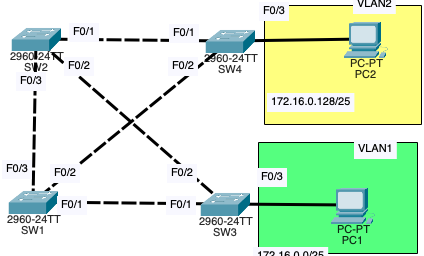 F0/3
VLAN2
F0/1
F0/1
2960-24TT
SW2
F0/3
F0/2
F0/2
2960-24TT
SW4
PC-PT
PC2
172.16.0.128/25
VLAN1
F0/3
F0/2
F0/2
F0/3
2960-24TT
SW1
F0/1
F0/1
2960-24TT
SW3
PC-PT
PC1
172.16.0.0/25